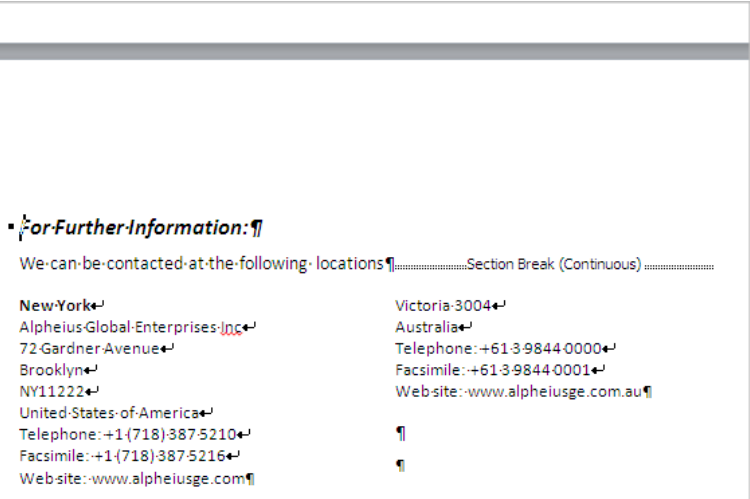 For Further Information:
We can be contacted at the following locations Section Break (Continuous)
New York
Alpheius Global Enterprises Inc
72 Gardner Avenue
Brooklyn
NY11222
United States of America
Telephone: +1 (718) 387 5210
Facsimile: +1 (718) 387 5216
Web site: www.alpheiusge.com
Victoria 3004
Australia
Telephone: +61 3 9844 0000
Facsimile: +61 3 9844 0001
Web site: www.alpheiusge.com.au